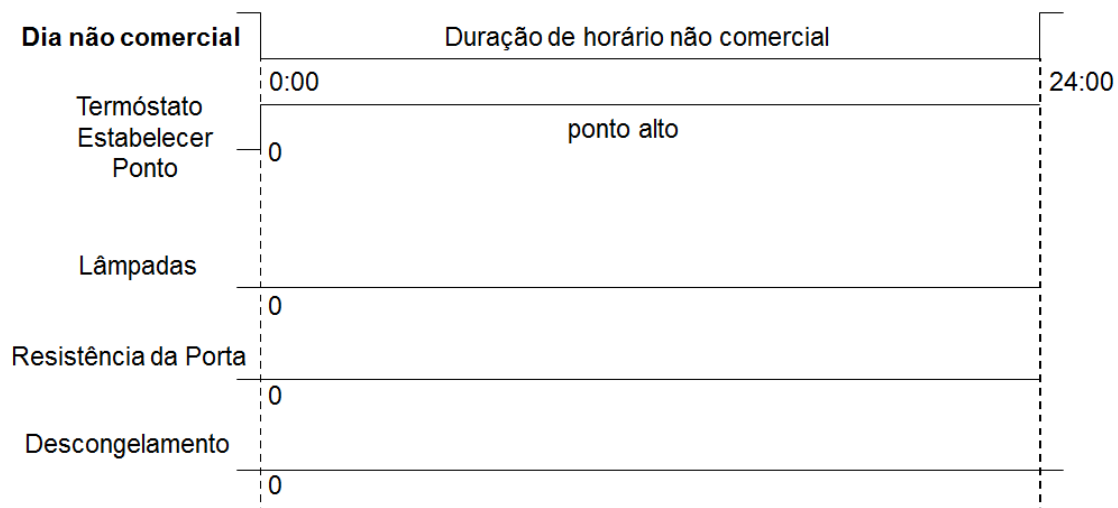 Dia não comercial
Duração de horário não comercial
0:00
24:00
Termóstato
Estabelecer
Ponto
ponto alto
0
Lâmpadas
0
Resistência da Porta
0
Descongelamento
0